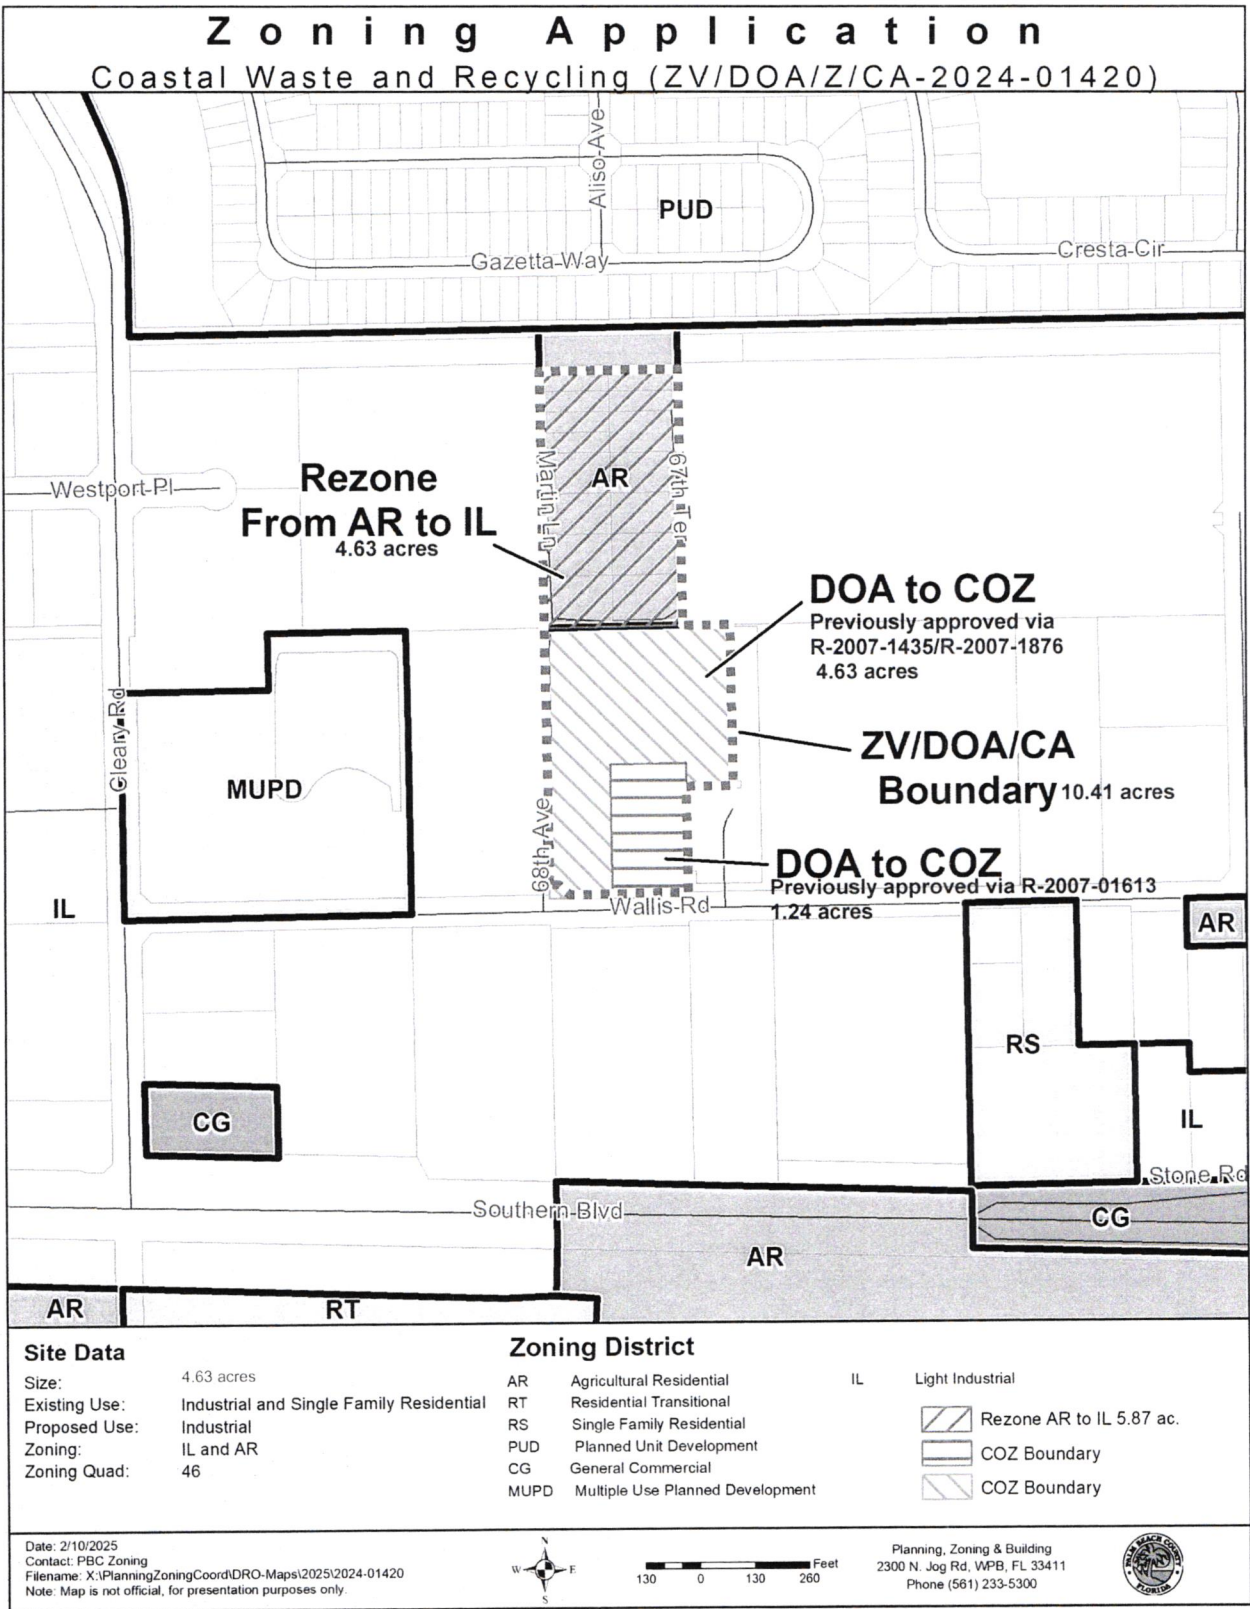 Zoning Application
Coastal Waste and Recycling (ZV/DOA/Z/CA-2024-01420)
Aliso-Ave
PUD
Gazetta-Way
Cresta-Cir
Westport-Pl
Rezone
From AR to IL
4.63 acres
Martin-Ln
AR
67th Ter
DOA to COZ
Previously approved via
R-2007-1435/R-2007-1876
4.63 acres
Cleary Rd
ZV/DOA/CA
Boundary 10.41 acres
MUPD
68th Ave
DOA to COZ
Previously approved via R-2007-01613
1.24 acres
Wallis-Rd
IL
AR
RS
CG
IL
Stone Rd
Southern-Blvd
CG
AR
AR
RT
Site Data
Size: 4.63 acres
Existing Use: Industrial and Single Family Residential
Proposed Use: Industrial
Zoning: IL and AR
Zoning Quad: 46
Zoning District
AR Agricultural Residential
RT Residential Transitional
RS Single Family Residential
PUD Planned Unit Development
CG General Commercial
MUPD Multiple Use Planned Development
IL Light Industrial
Rezone AR to IL 5.87 ac.
COZ Boundary
COZ Boundary
Date: 2/10/2025
Contact: PBC Zoning
Filename: X:\PlanningZoningCoord\DRO-Maps\2025\2024-01420
Note: Map is not official, for presentation purposes only.
N
W E
S
Feet
130 0 130 260
Planning, Zoning & Building
2300 N. Jog Rd, WPB, FL 33411
Phone (561) 233-5300
PALM BEACH COUNTY
FLORIDA